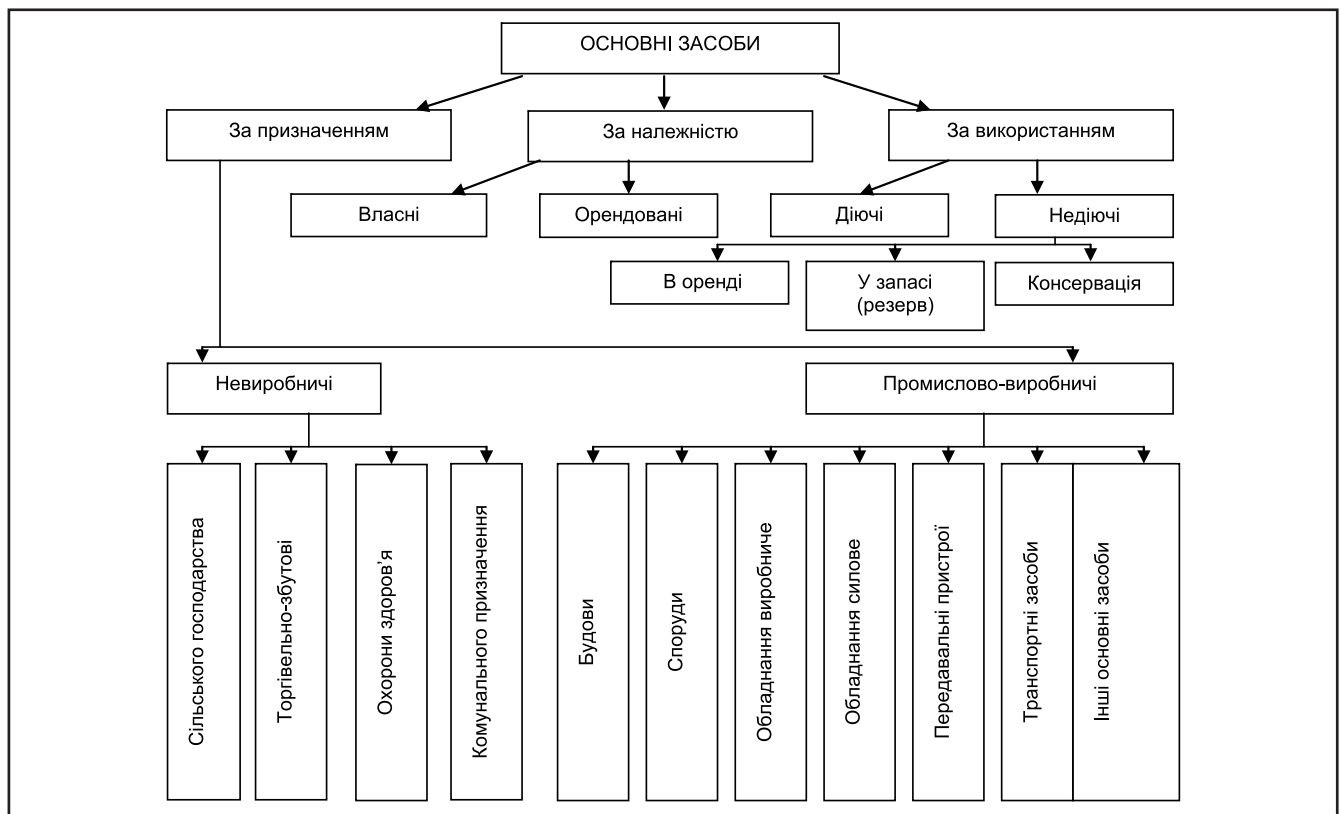 ОСНОВНІ ЗАСОБИ
За призначенням
За належністю
За використанням
Власні
Орендовані
Діючі
Недіючі
В оренді
У запасі
(резерв)
Консервація
Невиробничі
Промислово-виробничі
Сільського господарства
Торгівельно-збутові
Охорони здоров'я
Комунального призначення
Будови
Споруди
Обладнання виробниче
Обладнання силове
Передавальні пристрої
Транспортні засоби
Інші основні засоби